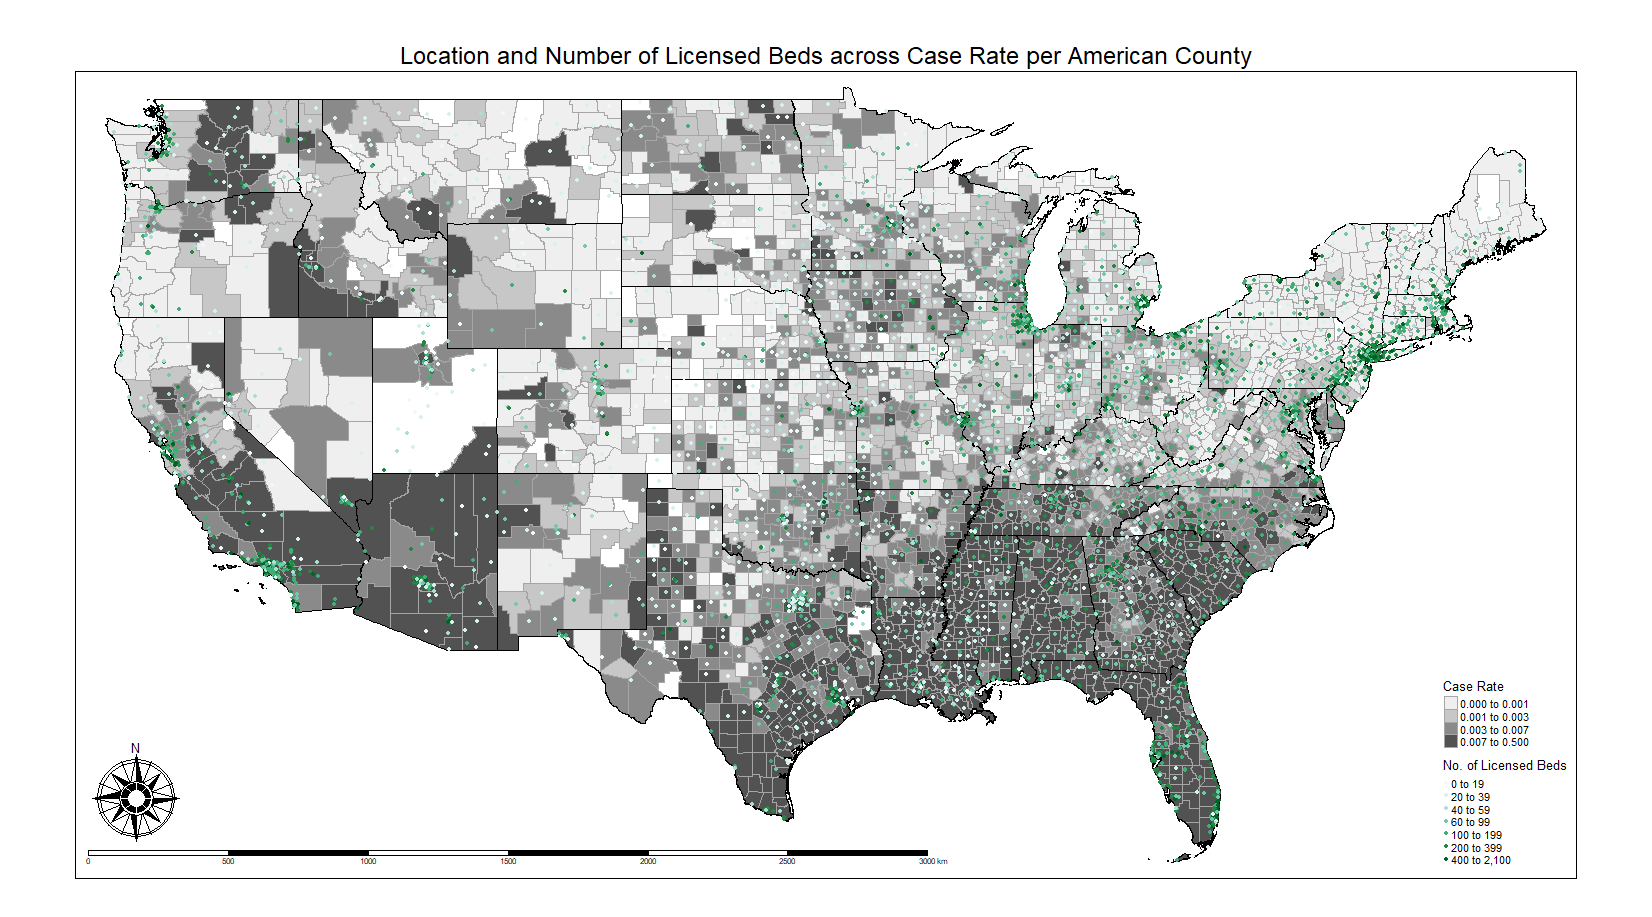 Location and Number of Licensed Beds across Case Rate per American County
Case Rate
0.000 to 0.001
0.001 to 0.003
0.003 to 0.007
0.007 to 0.500
No. of Licensed Beds
0 to 19
20 to 39
40 to 59
60 to 99
100 to 199
200 to 399
400 to 2,100
N
0 500 1000 1500 2000 2500 3000 km